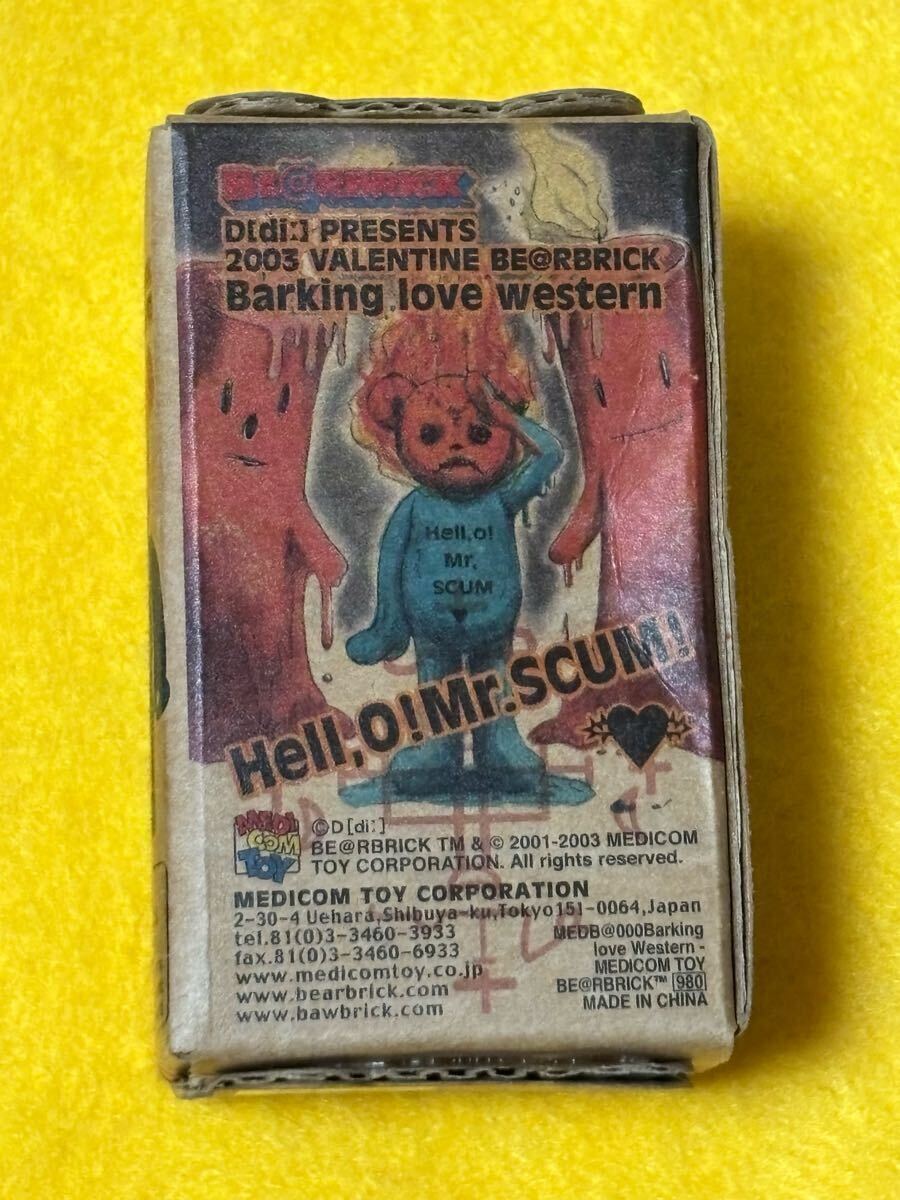 BE@RBRICK
D[di:] PRESENTS
2003 VALENTINE BE@RBRICK
Barking love western
Hell,o!
Mr.
SCUM
Hell,O!Mr.SCUM!
MEDI
COM
TOY
©D[di:]
BE@RBRICK TM & © 2001-2003 MEDICOM
TOY CORPORATION. All rights reserved.
MEDICOM TOY CORPORATION
2-30-4 Uehara,Shibuya-ku,Tokyo151-0064,Japan
tel.81(0)3-3460-3933
fax.81(0)3-3460-6933
www.medicomtoy.co.jp
www.bearbrick.com
www.bawbrick.com
MEDB@000Barking
love Western -
MEDICOM TOY
BE@RBRICK™ 980
MADE IN CHINA